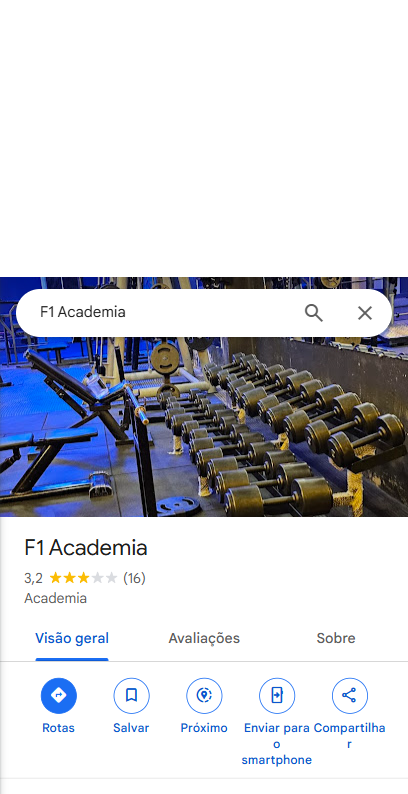 F1 Academia
F1 Academia
3,2 (16)
Academia
Visão geral Avaliações Sobre
Rotas Salvar Próximo Enviar para o smartphone Compartilhar